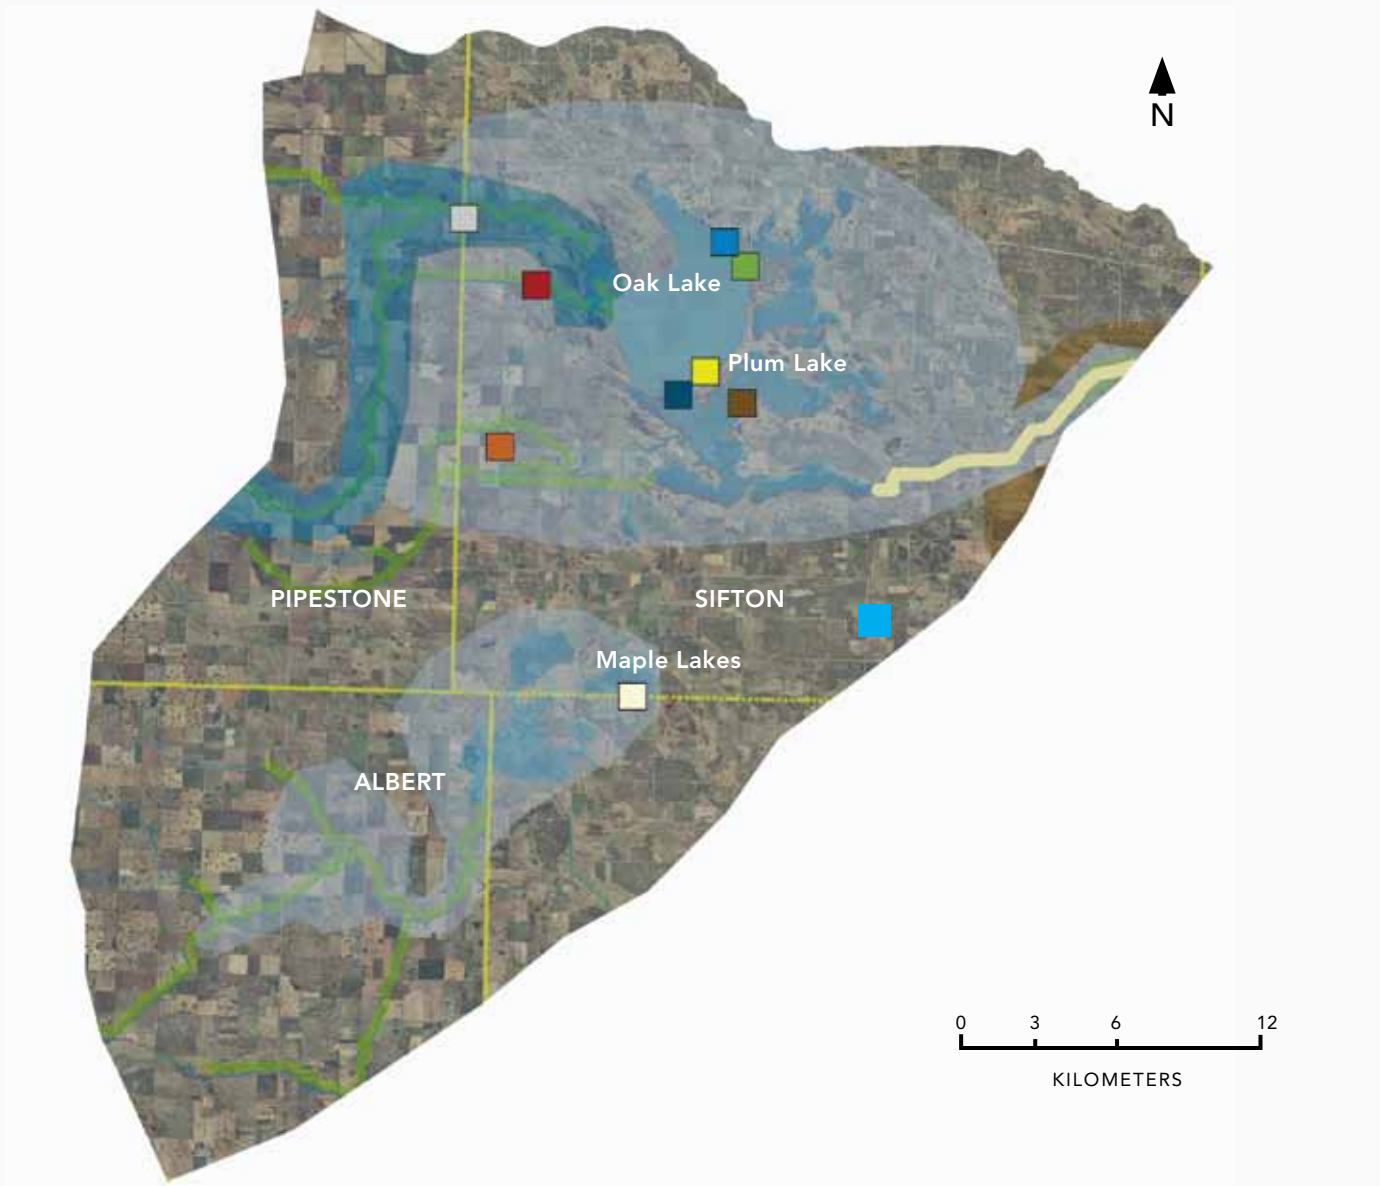 N
Oak Lake
Plum Lake
PIPESTONE
SIFTON
Maple Lakes
ALBERT
0 3 6 12
KILOMETERS